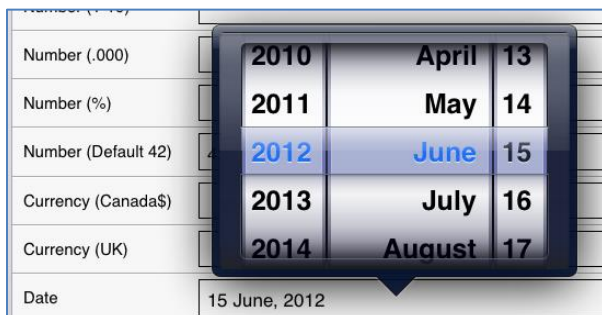 Number (.000)
2010 April 13
Number (%)
2011 May 14
Number (Default 42)
2012 June 15
Currency (Canada$)
2013 July 16
Currency (UK)
2014 August 17
Date
15 June, 2012